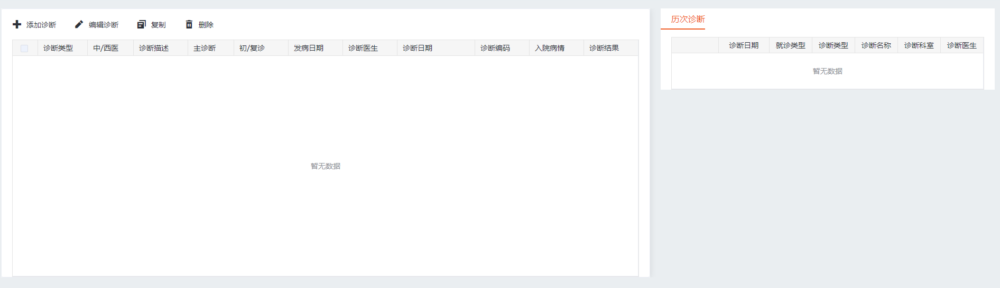 添加诊断 编辑诊断 复制 删除
诊断类型 中/西医 诊断描述 主诊断 初/复诊 发病日期 诊断医生 诊断日期 诊断编码 入院病情 诊断结果
暂无数据
历次诊断
诊断日期 就诊类型 诊断类型 诊断名称 诊断科室 诊断医生
暂无数据